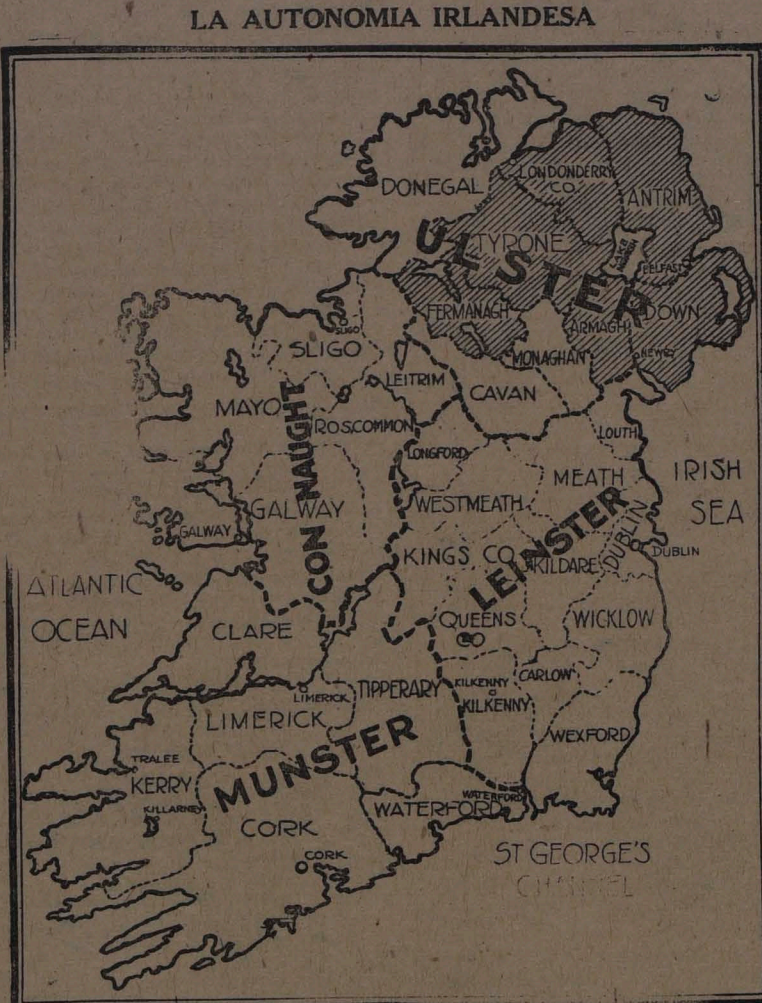 LA AUTONOMIA IRLANDESA
DONEGAL
LONDONDERRY
CO.
ANTRIM
ULSTER
TYRONE
BELFAST
FERMANAGH
ARMAGH
DOWN
NEWRY
MONAGHAN
SLIGO
SLIGO
LEITRIM
CAVAN
MAYO
ROSCOMMON
CONNAUGHT
LONGFORD
LOUTH
MEATH
IRISH
SEA
GALWAY
GALWAY
WESTMEATH
LEINSTER
KINGS CO
KILDARE
DUBLIN
DUBLIN
ATLANTIC
OCEAN
CLARE
QUEENS
CO
WICKLOW
LIMERICK
TIPPERARY
KILKENNY
KILKENNY
CARLOW
LIMERICK
WEXFORD
MUNSTER
TRALEE
KERRY
KILLARNEY
WATERFORD
WATERFORD
CORK
CORK
ST GEORGE'S
CHANNEL